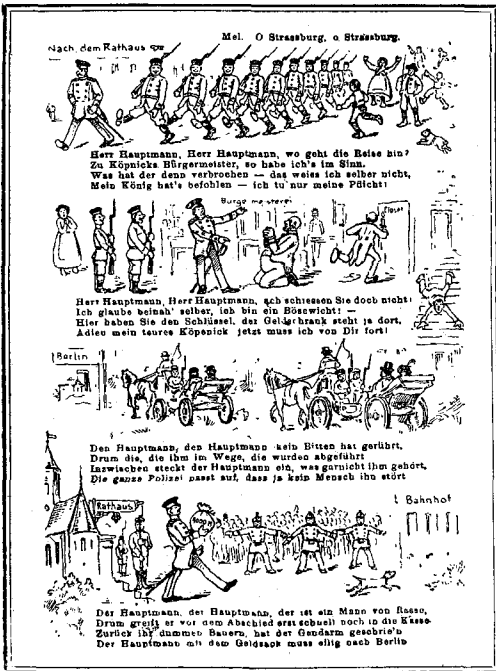 Mel. O Strassburg, o Strassburg.
Nach dem Rathaus
Herr Hauptmann, Herr Hauptmann, wo geht die Reise hin?
Zu Köpnicks Bürgermeister, so habe ich's im Sinn.
Was hat der denn verbrochen — das weiss ich selber nicht,
Mein König hat's befohlen — ich tu' nur meine Pflicht!
Bürgermeisterei
Herr Hauptmann, Herr Hauptmann, ach schiessen Sie doch nicht!
Ich glaube beinah' selber, ich bin ein Bösewicht! —
Hier haben Sie den Schlüssel, der Geldschrank steht ja dort,
Adieu mein teures Köpenick jetzt muss ich von Dir fort!
Berlin
Den Hauptmann, den Hauptmann kein Bitten hat gerührt,
Drum die, die ihm im Wege, die wurden abgeführt
Inzwischen steckt der Hauptmann ein, was garnicht ihm gehört,
Die ganze Polizei passt auf, dass ja kein Mensch ihn stört
Rathaus
Bahnhof
Der Hauptmann, der Hauptmann, der ist ein Mann von Rasse,
Drum greift er vor dem Abschied erst schnell noch in die Kasse
Zurück ihr dummen Bauern, hat der Gendarm geschrie'n
Der Hauptmann mit dem Geldsack muss eilig nach Berlin